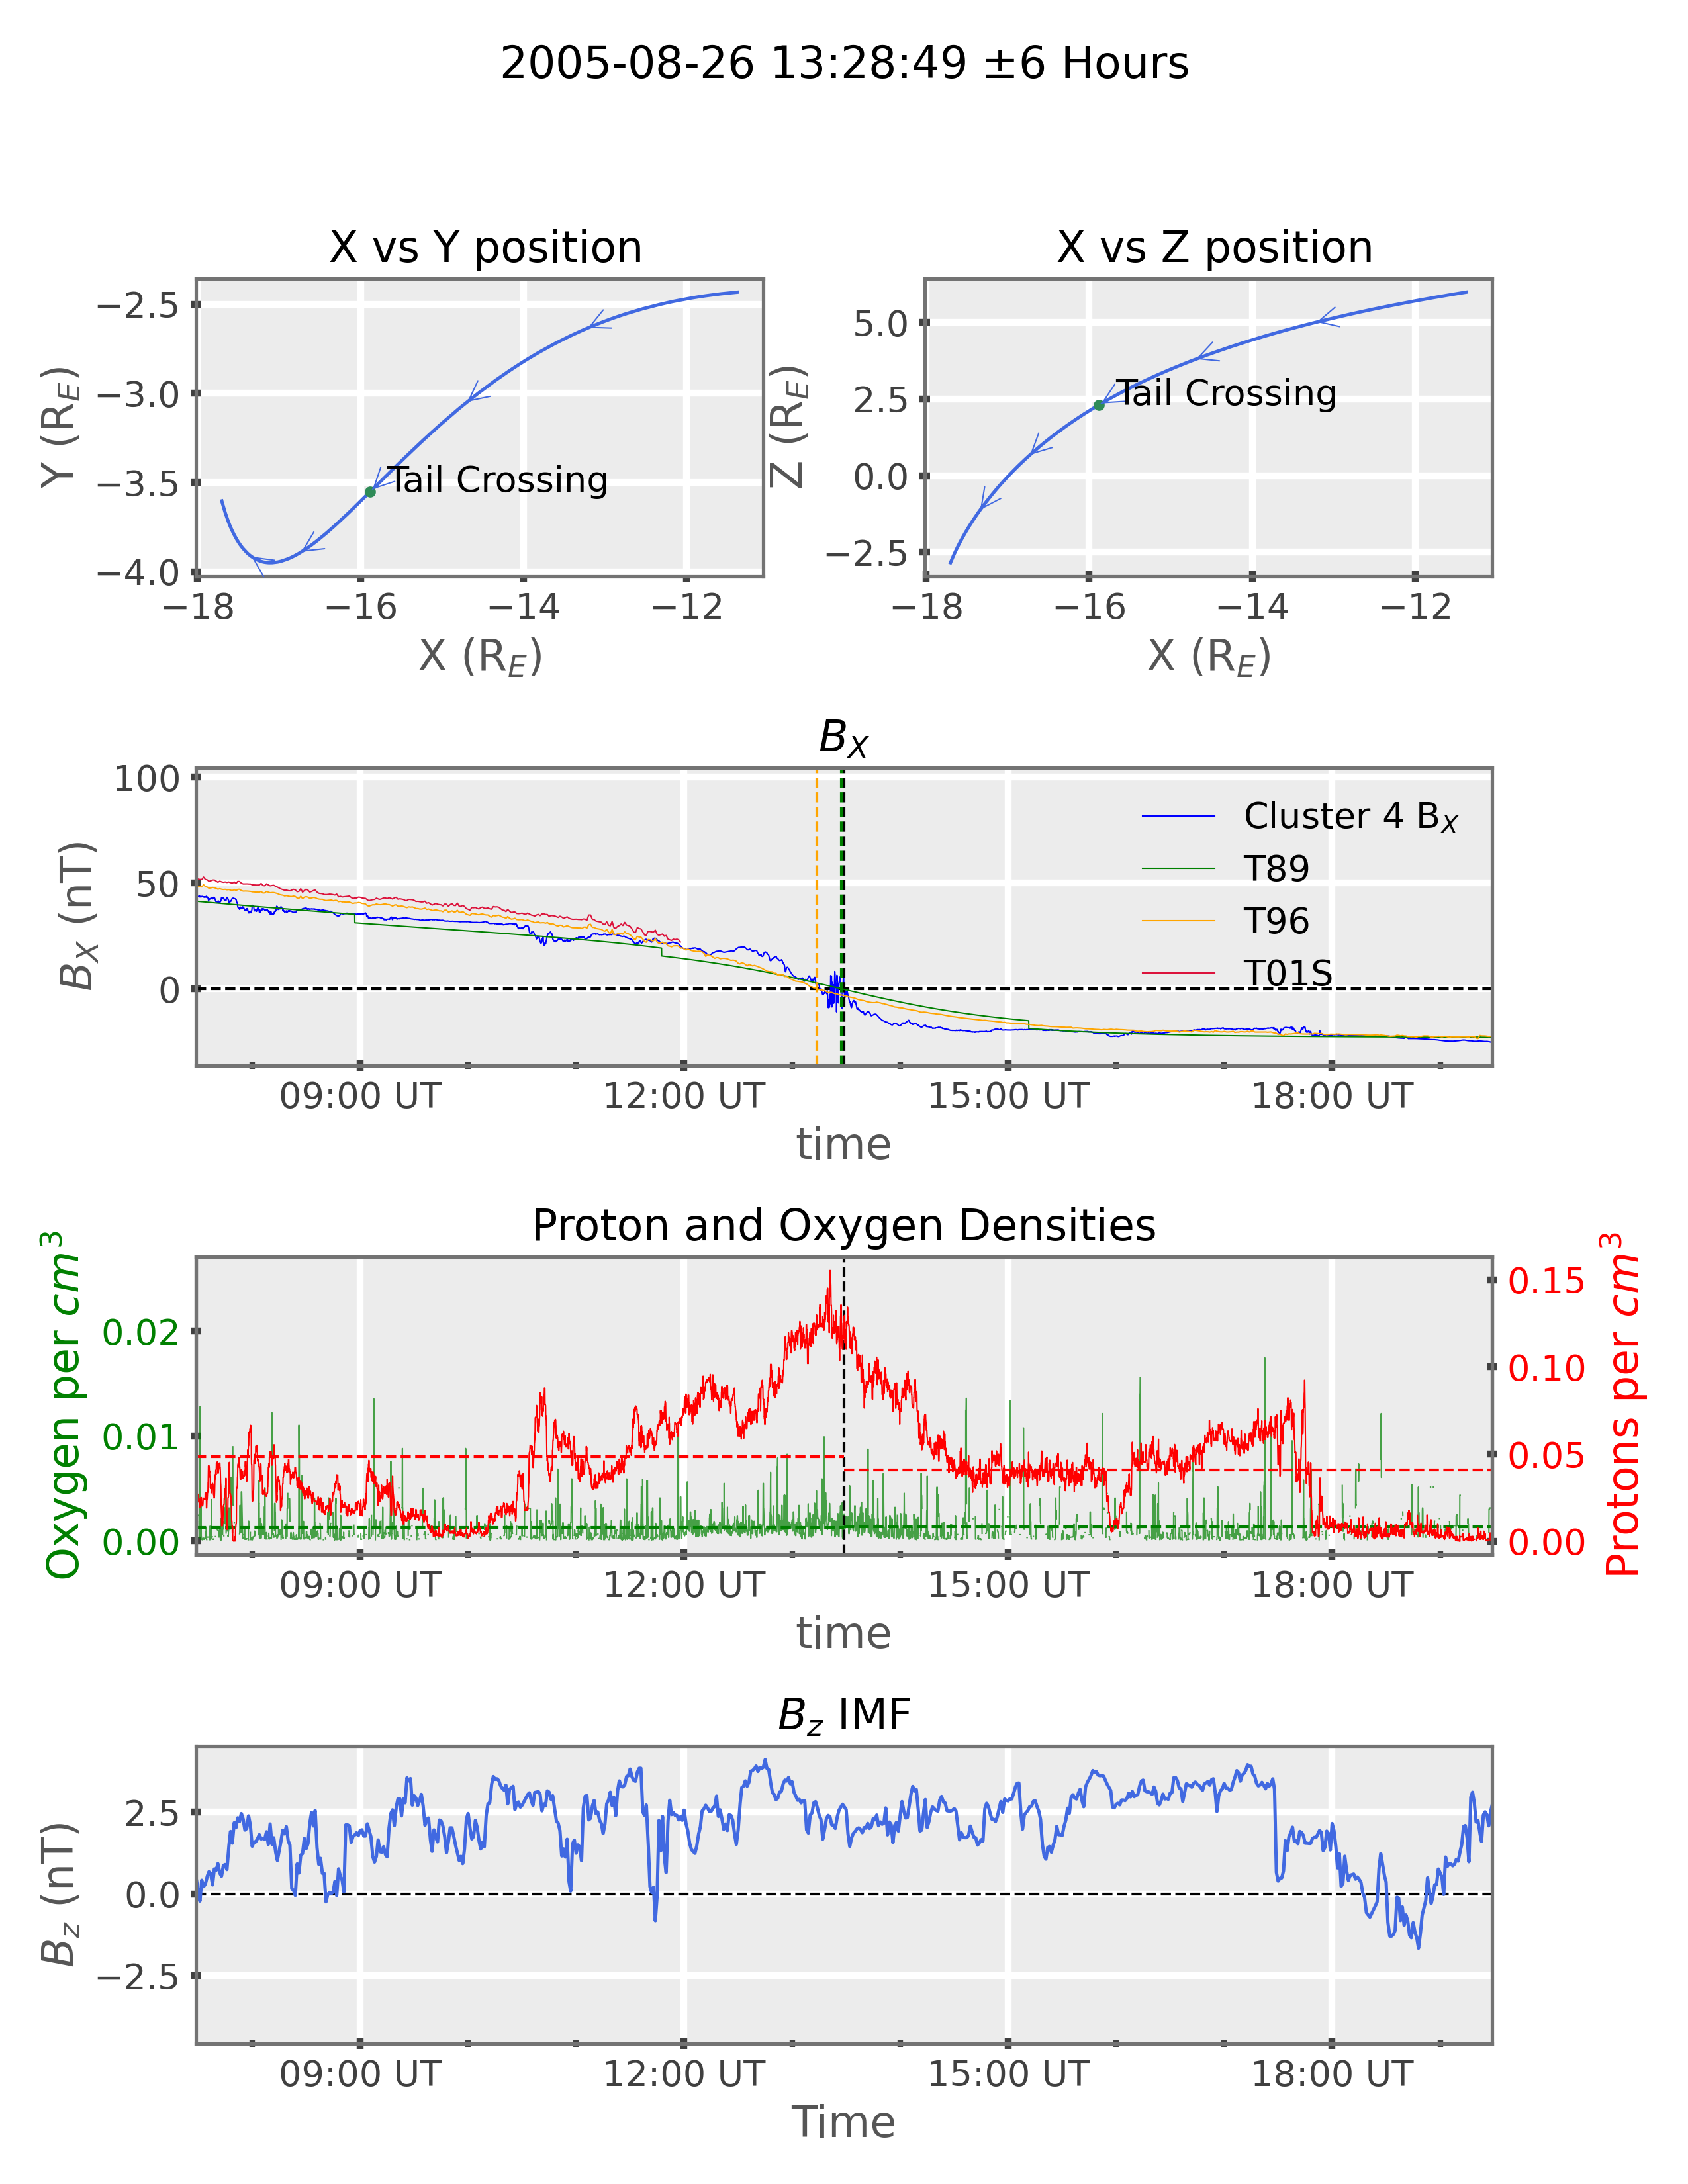 2005-08-26 13:28:49 ±6 Hours
X vs Y position
X vs Z position
−2.5
−3.0
−3.5
−4.0
Y (R_E)
Tail Crossing
−18 −16 −14 −12
X (R_E)
5.0
2.5
0.0
−2.5
Z (R_E)
Tail Crossing
−18 −16 −14 −12
X (R_E)
B_X
100
50
0
B_X (nT)
Cluster 4 B_X
T89
T96
T01S
09:00 UT 12:00 UT 15:00 UT 18:00 UT
time
Proton and Oxygen Densities
Oxygen per cm^3
0.02
0.01
0.00
0.15
0.10
0.05
0.00
Protons per cm^3
09:00 UT 12:00 UT 15:00 UT 18:00 UT
time
B_z IMF
2.5
0.0
−2.5
B_z (nT)
09:00 UT 12:00 UT 15:00 UT 18:00 UT
Time